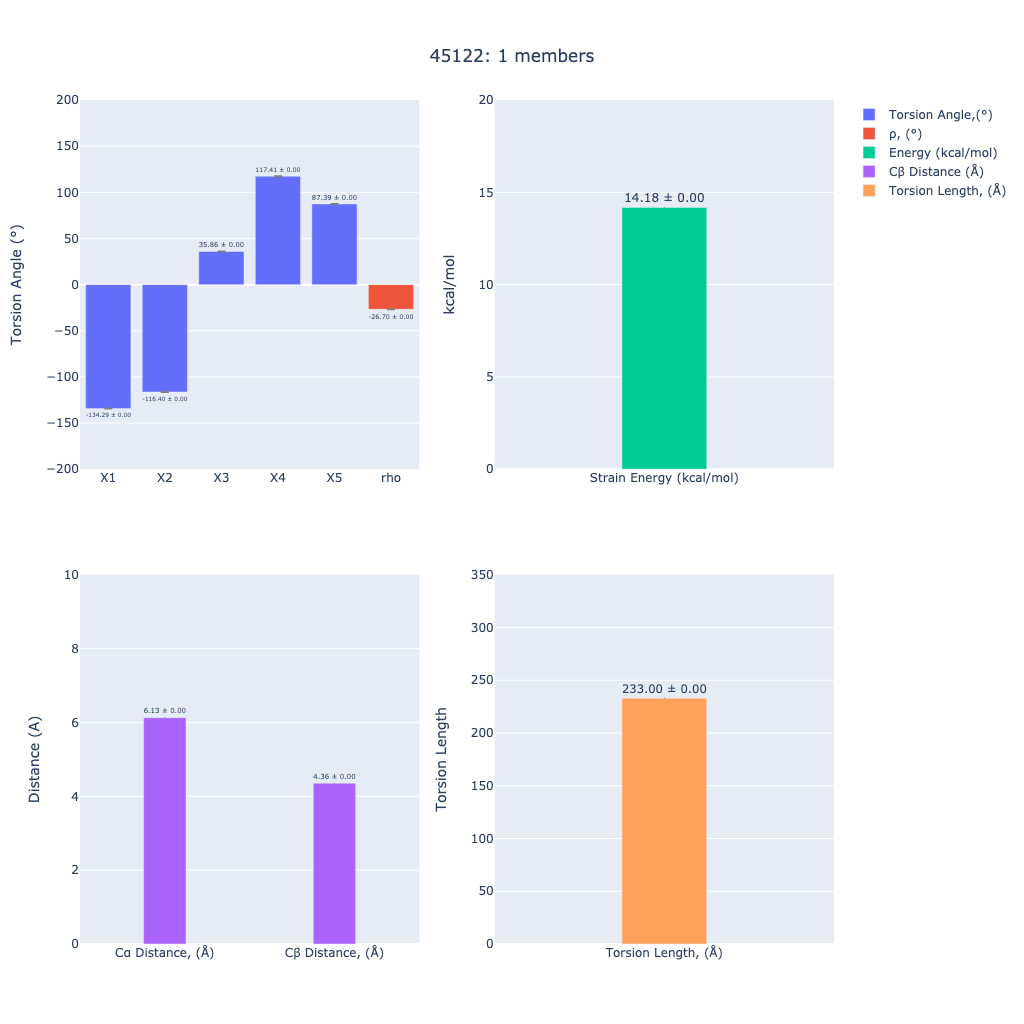 45122: 1 members
Torsion Angle (°)
200
150
100
50
0
−50
−100
−150
−200
-134.29 ± 0.00
-116.40 ± 0.00
35.86 ± 0.00
117.41 ± 0.00
87.39 ± 0.00
-26.70 ± 0.00
X1 X2 X3 X4 X5 rho
kcal/mol
20
15
10
5
0
14.18 ± 0.00
Strain Energy (kcal/mol)
Torsion Angle,(°)
ρ, (°)
Energy (kcal/mol)
Cβ Distance (Å)
Torsion Length, (Å)
Distance (A)
10
8
6
4
2
0
6.13 ± 0.00
4.36 ± 0.00
Cα Distance, (Å) Cβ Distance, (Å)
Torsion Length
350
300
250
200
150
100
50
0
233.00 ± 0.00
Torsion Length, (Å)